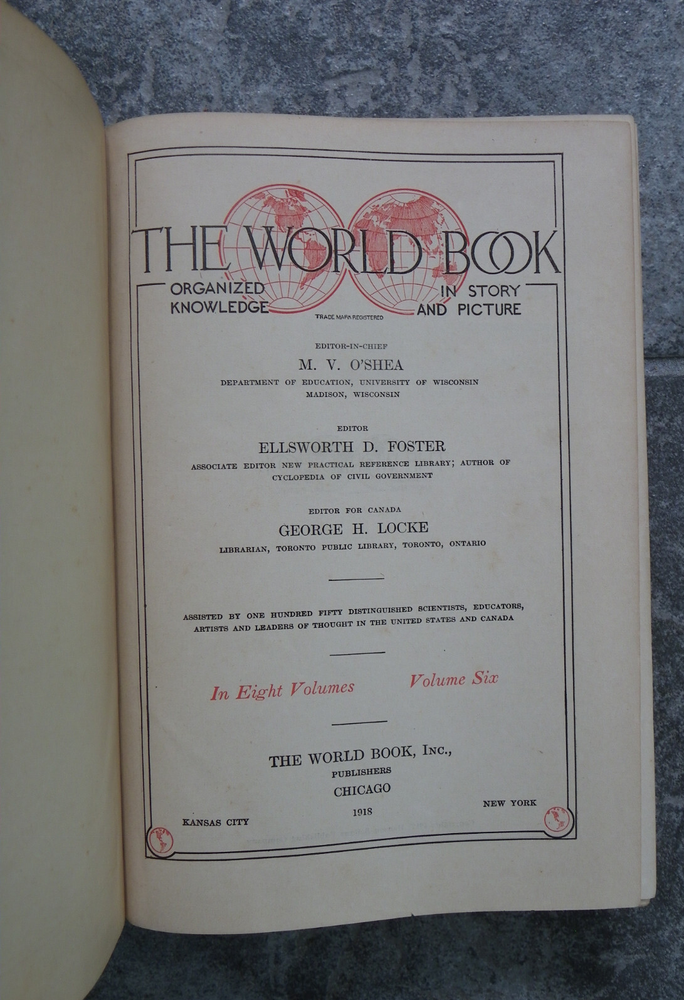 THE WORLD BOOK
ORGANIZED KNOWLEDGE
IN STORY AND PICTURE
TRADE MARK REGISTERED
EDITOR-IN-CHIEF
M. V. O'SHEA
DEPARTMENT OF EDUCATION, UNIVERSITY OF WISCONSIN
MADISON, WISCONSIN
EDITOR
ELLSWORTH D. FOSTER
ASSOCIATE EDITOR NEW PRACTICAL REFERENCE LIBRARY; AUTHOR OF
CYCLOPEDIA OF CIVIL GOVERNMENT
EDITOR FOR CANADA
GEORGE H. LOCKE
LIBRARIAN, TORONTO PUBLIC LIBRARY, TORONTO, ONTARIO
ASSISTED BY ONE HUNDRED FIFTY DISTINGUISHED SCIENTISTS, EDUCATORS,
ARTISTS AND LEADERS OF THOUGHT IN THE UNITED STATES AND CANADA
In Eight Volumes Volume Six
THE WORLD BOOK, Inc.,
PUBLISHERS
CHICAGO
1918
KANSAS CITY NEW YORK